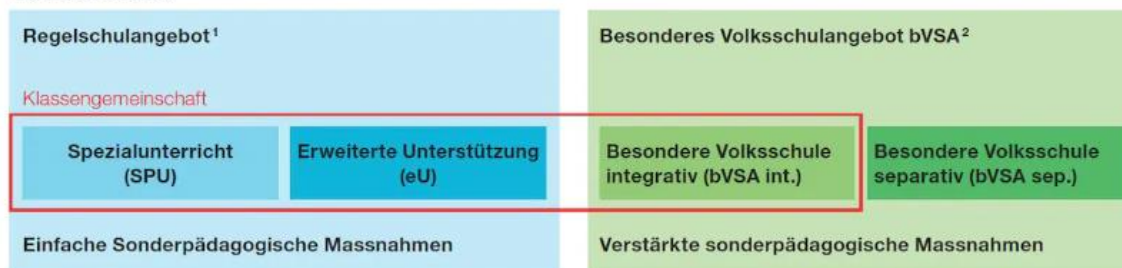 Regelschulangebot¹
Besonderes Volksschulangebot bVSA²
Klassengemeinschaft
Spezialunterricht
(SPU)
Erweiterte Unterstützung
(eU)
Besondere Volksschule
integrativ (bVSA int.)
Besondere Volksschule
separativ (bVSA sep.)
Einfache Sonderpädagogische Massnahmen
Verstärkte sonderpädagogische Massnahmen